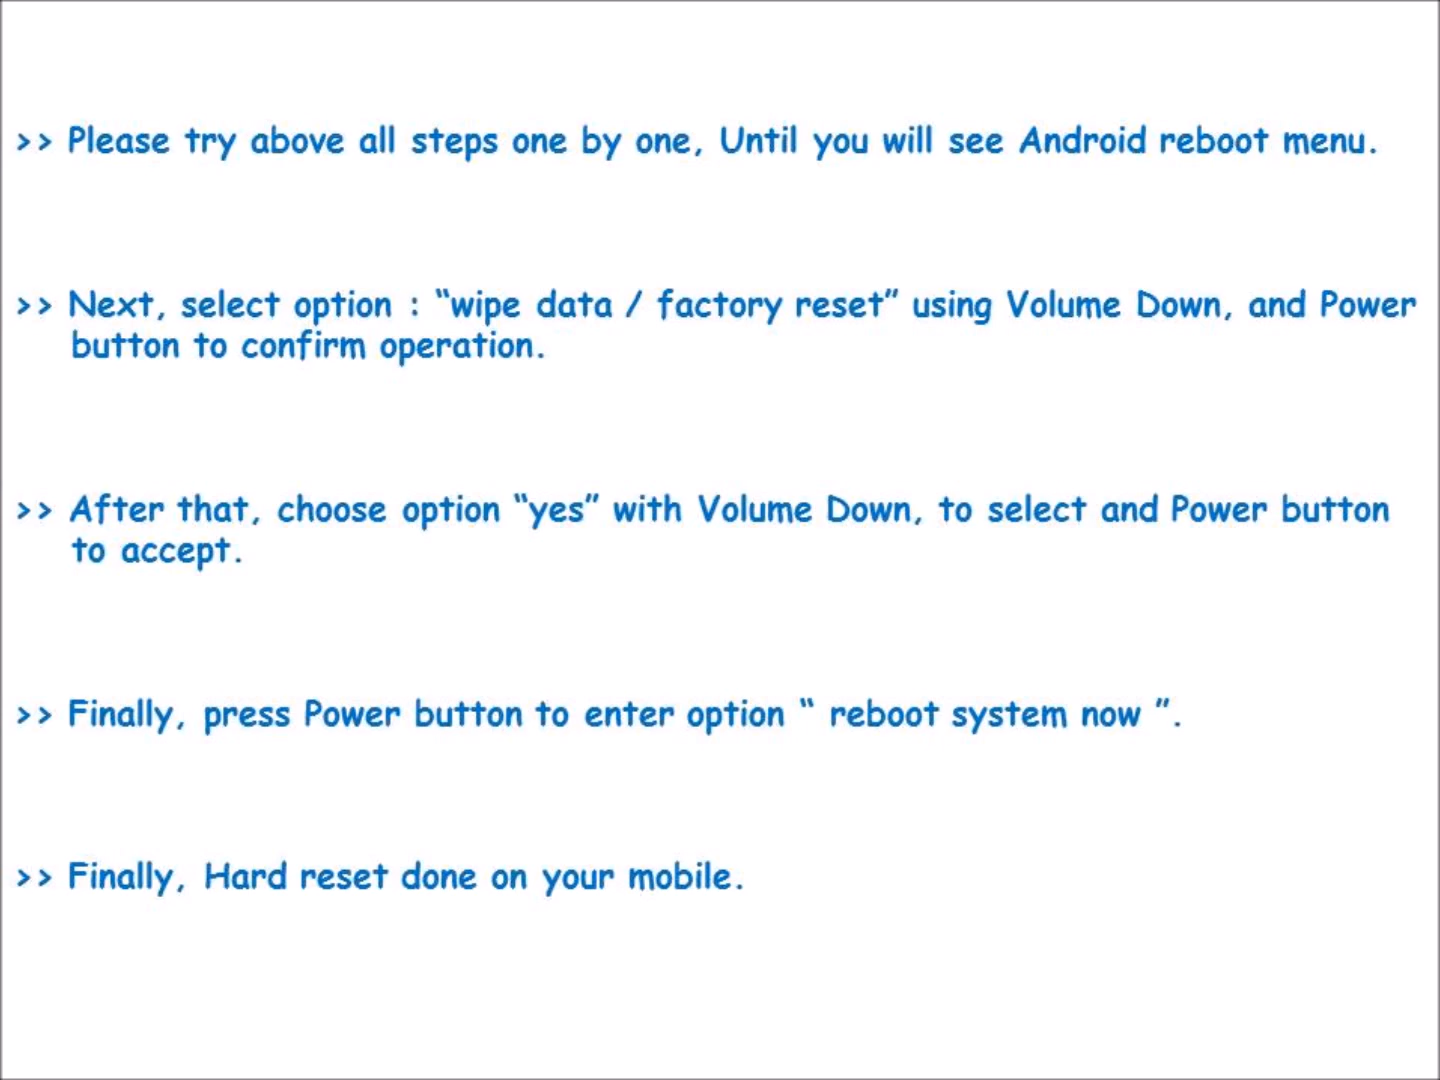 >> Please try above all steps one by one, Until you will see Android reboot menu.
>> Next, select option : “wipe data / factory reset” using Volume Down, and Power
button to confirm operation.
>> After that, choose option “yes” with Volume Down, to select and Power button
to accept.
>> Finally, press Power button to enter option “ reboot system now ”.
>> Finally, Hard reset done on your mobile.